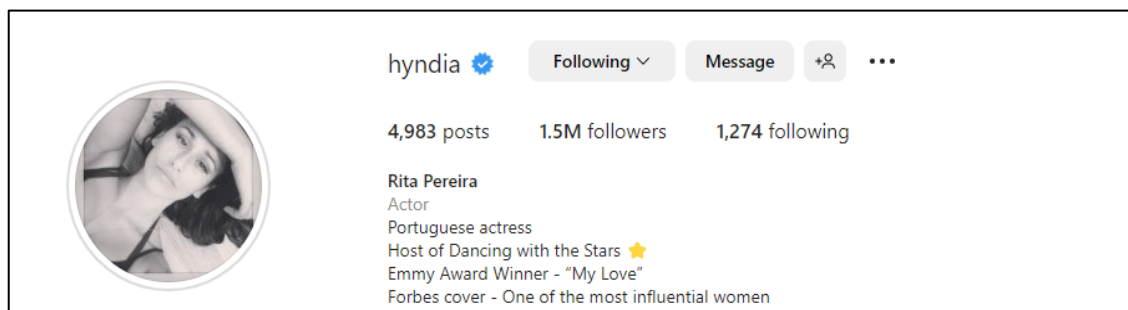 hyndia Following Message
4,983 posts 1.5M followers 1,274 following
Rita Pereira
Actor
Portuguese actress
Host of Dancing with the Stars ⭐
Emmy Award Winner - “My Love”
Forbes cover - One of the most influential women